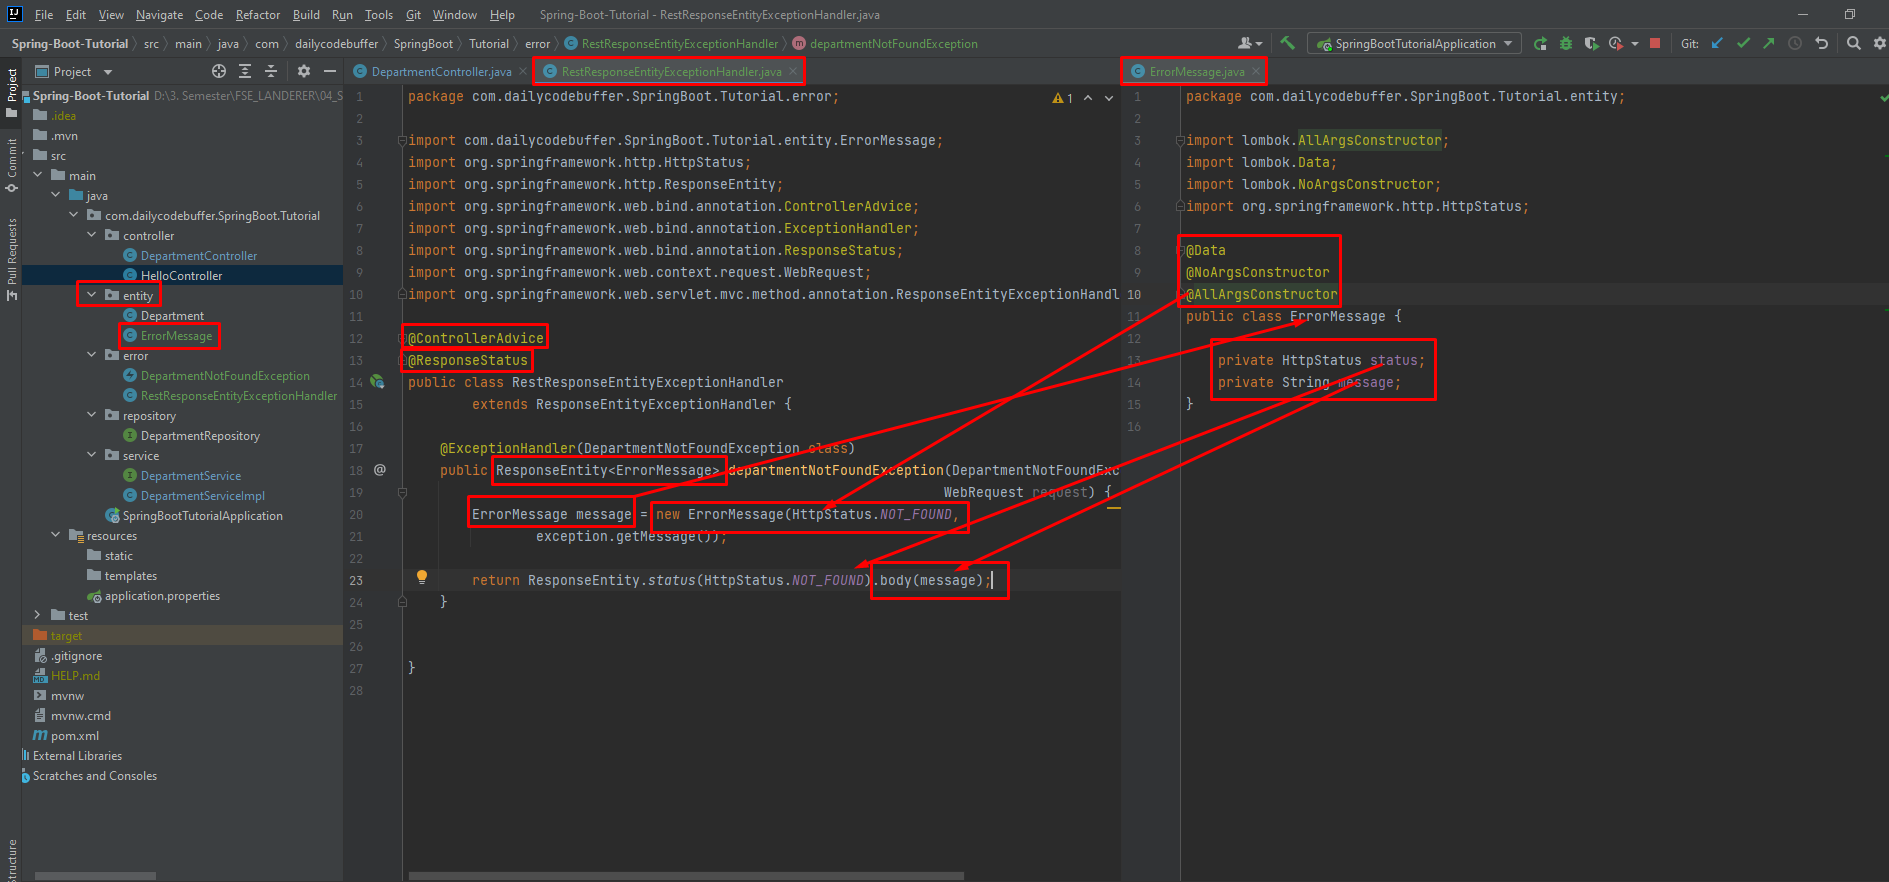 File Edit View Navigate Code Refactor Build Run Tools Git Window Help Spring-Boot-Tutorial - RestResponseEntityExceptionHandler.java
Spring-Boot-Tutorial src main java com dailycodebuffer SpringBoot Tutorial error RestResponseEntityExceptionHandler departmentNotFoundException SpringBootTutorialApplication Git:
Project
Commit
Pull Requests
Structure
Project
Spring-Boot-Tutorial D:\3. Semester\FSE_LANDERER\04_S
.idea
.mvn
src
main
java
com.dailycodebuffer.SpringBoot.Tutorial
controller
DepartmentController
HelloController
entity
Department
ErrorMessage
error
DepartmentNotFoundException
RestResponseEntityExceptionHandler
repository
DepartmentRepository
service
DepartmentService
DepartmentServiceImpl
SpringBootTutorialApplication
resources
static
templates
application.properties
test
target
.gitignore
HELP.md
mvnw
mvnw.cmd
pom.xml
External Libraries
Scratches and Consoles
DepartmentController.java RestResponseEntityExceptionHandler.java
1 package com.dailycodebuffer.SpringBoot.Tutorial.error; 1
2
3 import com.dailycodebuffer.SpringBoot.Tutorial.entity.ErrorMessage;
4 import org.springframework.http.HttpStatus;
5 import org.springframework.http.ResponseEntity;
6 import org.springframework.web.bind.annotation.ControllerAdvice;
7 import org.springframework.web.bind.annotation.ExceptionHandler;
8 import org.springframework.web.bind.annotation.ResponseStatus;
9 import org.springframework.web.context.request.WebRequest;
10 import org.springframework.web.servlet.mvc.method.annotation.ResponseEntityExceptionHandl
11
12 @ControllerAdvice
13 @ResponseStatus
14 public class RestResponseEntityExceptionHandler
15 extends ResponseEntityExceptionHandler {
16
17 @ExceptionHandler(DepartmentNotFoundException.class)
18 @ public ResponseEntity<ErrorMessage> departmentNotFoundException(DepartmentNotFoundExc
19 WebRequest request) {
20 ErrorMessage message = new ErrorMessage(HttpStatus.NOT_FOUND,
21 exception.getMessage());
22
23 return ResponseEntity.status(HttpStatus.NOT_FOUND).body(message);
24 }
25
26
27 }
28
ErrorMessage.java
1 package com.dailycodebuffer.SpringBoot.Tutorial.entity;
2
3 import lombok.AllArgsConstructor;
4 import lombok.Data;
5 import lombok.NoArgsConstructor;
6 import org.springframework.http.HttpStatus;
7
8 @Data
9 @NoArgsConstructor
10 @AllArgsConstructor
11 public class ErrorMessage {
12
13 private HttpStatus status;
14 private String message;
15 }
16